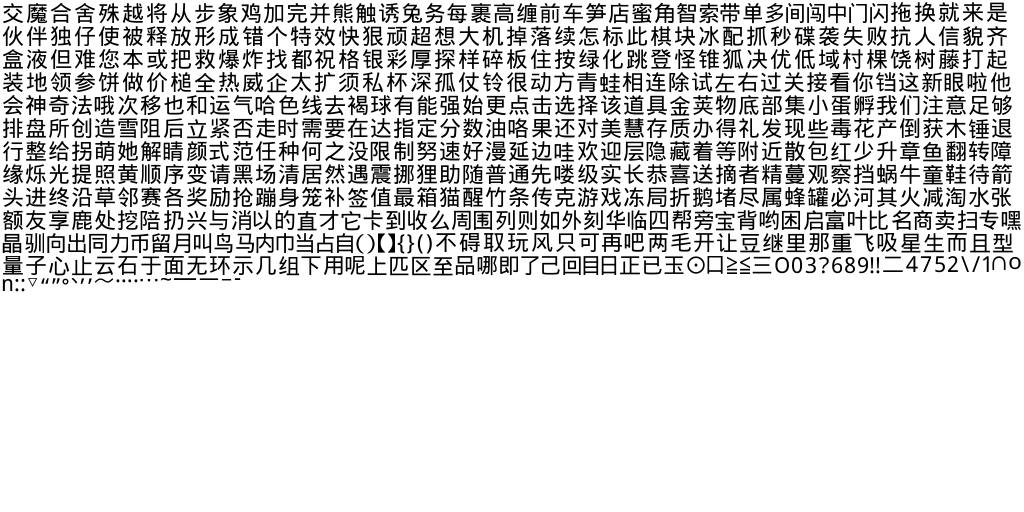 交魔合舍殊越将从步象鸡加完并熊触诱兔务每裹高缠前车笋店蜜角智索带单多间闯中门闪拖换就来是
伙伴独仔使被释放形成错个特效快狠顽超想大机掉落续怎标此棋块冰配抓秒碟袭失败抗人信貌齐
盒液但难您本或把救爆炸找都祝格银彩厚探样碎板住按绿化跳登怪锥狐决优低域村棵饶树藤打起
装地领参饼做价槌全热威企太扩须私杯深孤仗铃很动方青蛙相连除试左右过关接看你铛这新眼啦他
会神奇法哦次移也和运气哈色线去褐球有能强始更点击选择该道具金荚物底部集小蛋孵我们注意足够
排盘所创造雪阻后立紧否走时需要在达指定分数油咯果还对美慧存质办得礼发现些毒花产倒获木锤退
行整给拐萌她解睛颜式范任种何之没限制努速好漫延边哇欢迎层隐藏着等附近散包红少升章鱼翻转障
缘烁光提照黄顺序变请黑场清居然遇震挪狸助随普通先喽级实长恭喜送摘者精蔓观察挡蜗牛童鞋待箭
头进终沿草邻赛各奖励抢蹦身笼补签值最箱猫醒竹条传克游戏冻局折鹅堵尽属蜂罐必河其火减淘水张
额友享鹿处挖陪扔兴与消以的直才它卡到收么周围列则如外刻华临四帮旁宝背哟困启富叶比名商卖扫专嘿
晶驯向出同力币留月叫鸟马内巾当占自()【】{}()不碍取玩风只可再吧两毛开让豆继里那重飞吸星生而且型
量子心止云石于面无环示几组下用呢上匹区至品哪即了己回目日正已玉⊙口≧≦三O03?689!!二4752\/1∩o
n::▽“”°`′′～····…~一—－-